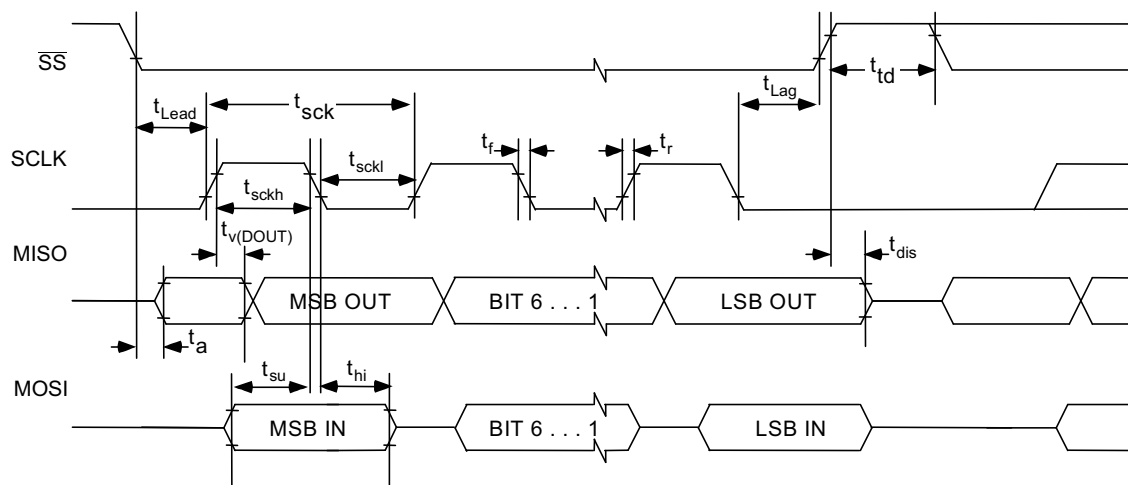 SS
t_Lead
t_sck
t_Lag
t_td
SCLK
t_f
t_r
t_sckl
t_sckh
t_v(DOUT)
MISO
t_dis
MSB OUT
BIT 6 . . . 1
LSB OUT
t_a
MOSI
t_su
t_hi
MSB IN
BIT 6 . . . 1
LSB IN